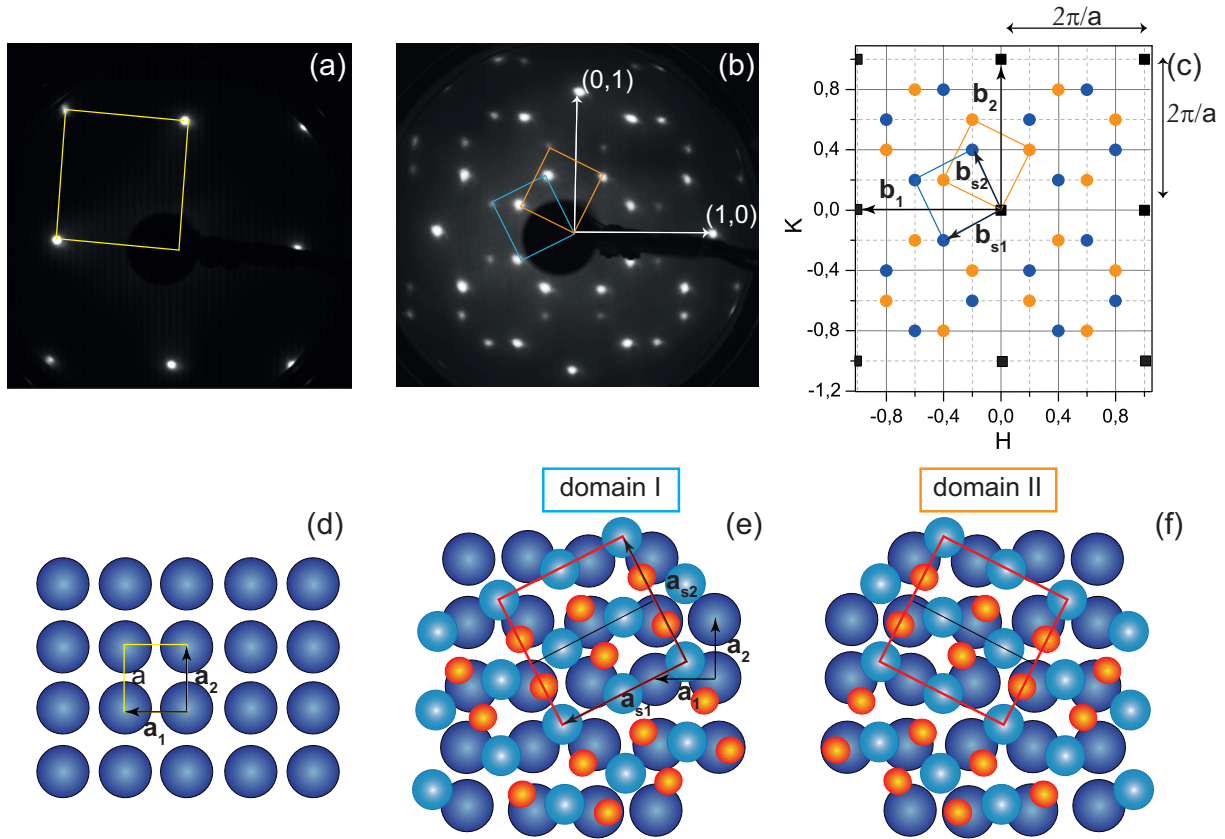 (a)
(b)
(0,1)
(1,0)
2π/a
(c)
2π/a
b2
b1
bs2
bs1
0,8
0,4
0,0
-0,4
-0,8
-1,2
K
-0,8 -0,4 0,0 0,4 0,8
H
domain I
domain II
(d)
(e)
(f)
a
a2
a1
as2
a2
as1
a1